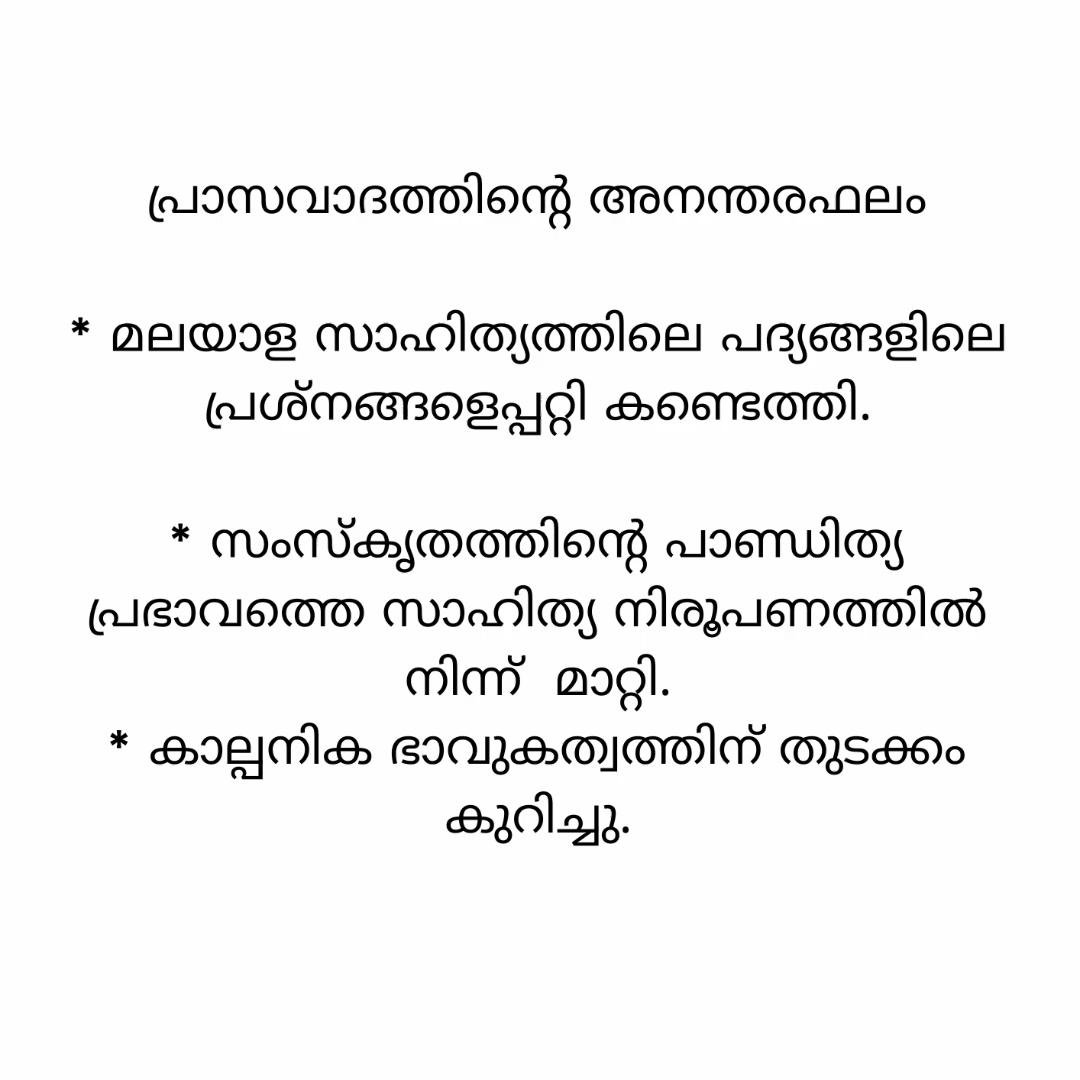 പ്രാസവാദത്തിന്റെ അനന്തരഫലം
* മലയാള സാഹിത്യത്തിലെ പദ്യങ്ങളിലെ
പ്രശ്നങ്ങളെപ്പറ്റി കണ്ടെത്തി.
* സംസ്കൃതത്തിന്റെ പാണ്ഡിത്യ
പ്രഭാവത്തെ സാഹിത്യ നിരൂപണത്തിൽ
നിന്ന് മാറ്റി.
* കാല്പനിക ഭാവുകത്വത്തിന് തുടക്കം
കുറിച്ചു.